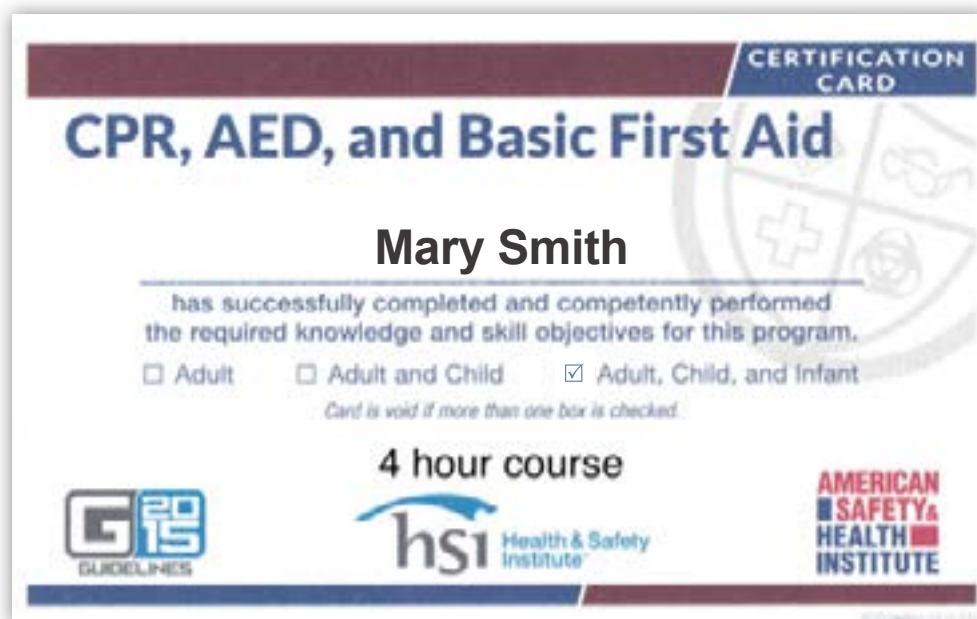 CERTIFICATION
CARD
CPR, AED, and Basic First Aid
Mary Smith
has successfully completed and competently performed
the required knowledge and skill objectives for this program.
☐ Adult ☐ Adult and Child ☑ Adult, Child, and Infant
Card is void if more than one box is checked.
4 hour course
G 2015
GUIDELINES
hsi Health & Safety
Institute
AMERICAN
SAFETY &
HEALTH
INSTITUTE